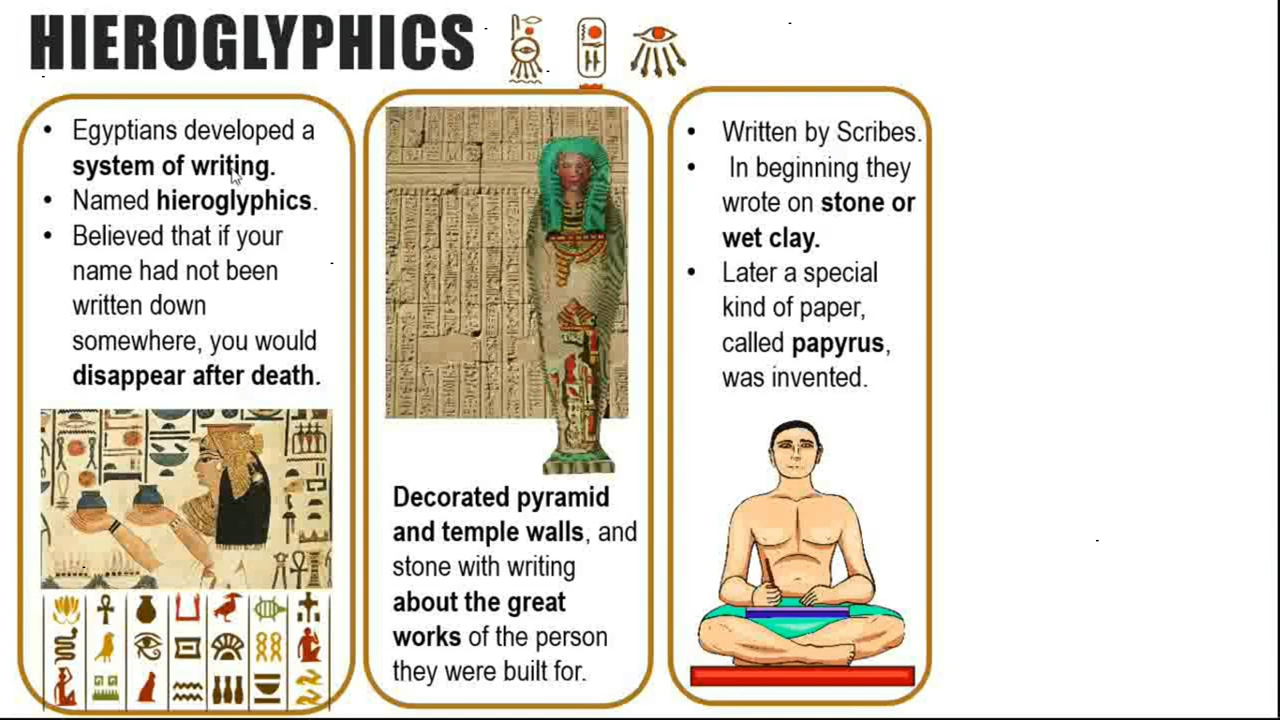 HIEROGLYPHICS
• Egyptians developed a
system of writing.
• Named hieroglyphics.
• Believed that if your
name had not been
written down
somewhere, you would
disappear after death.
Decorated pyramid
and temple walls, and
stone with writing
about the great
works of the person
they were built for.
• Written by Scribes.
• In beginning they
wrote on stone or
wet clay.
• Later a special
kind of paper,
called papyrus,
was invented.